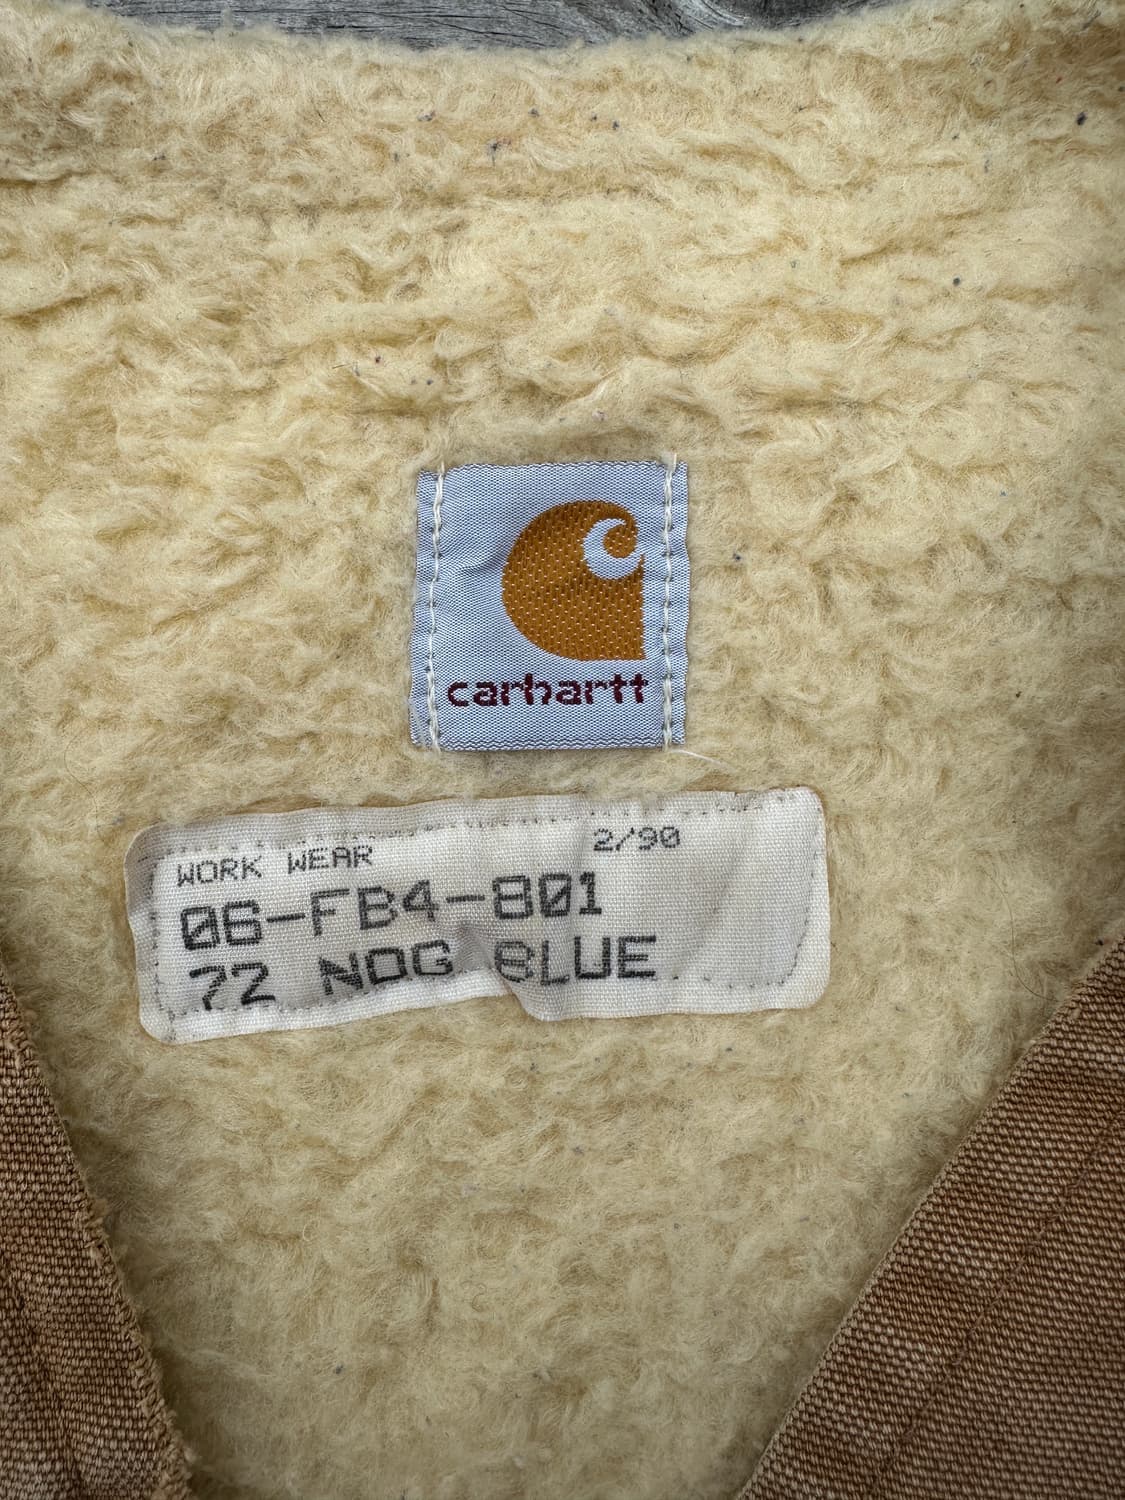 carhartt
WORK WEAR 2/90
06-FB4-801
72 NOG BLUE